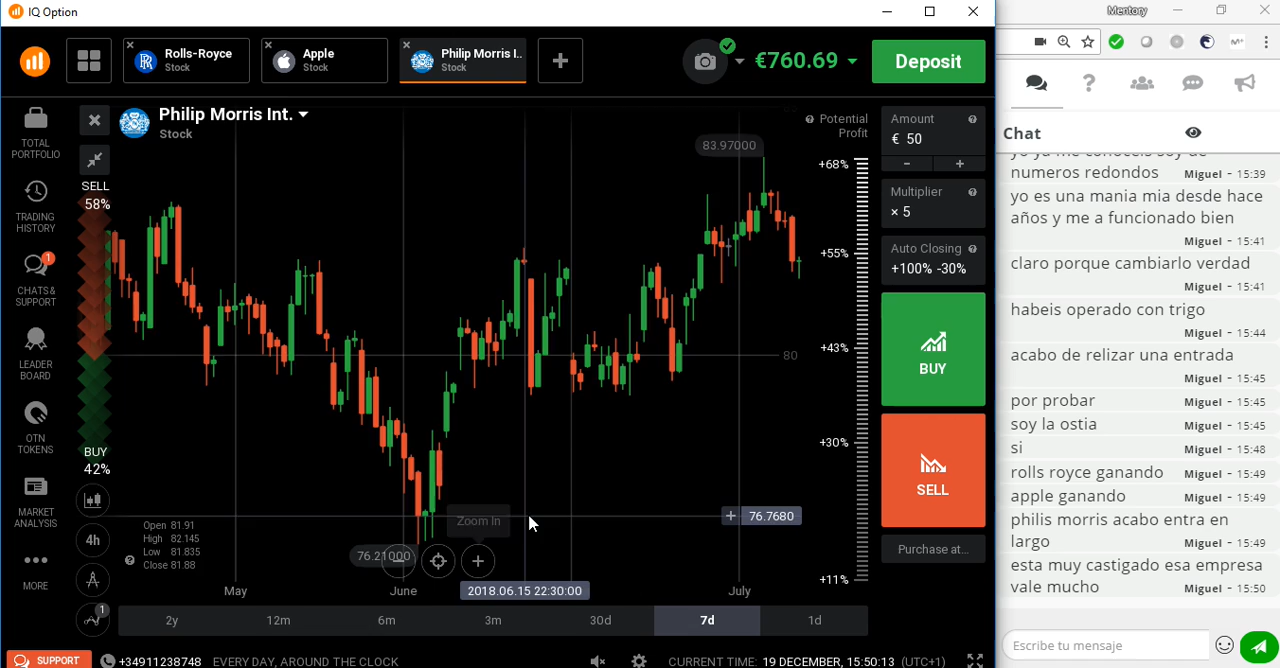 IQ Option
Mentory
Rolls-Royce
Stock
Apple
Stock
Philip Morris I..
Stock
€760.69
Deposit
TOTAL
PORTFOLIO
TRADING
HISTORY
1
CHATS &
SUPPORT
LEADER
BOARD
OTN
TOKENS
MARKET
ANALYSIS
MORE
Philip Morris Int.
Stock
SELL
58%
BUY
42%
4h
1
Open 81.91
High 82.145
Low 81.835
Close 81.88
83.97000
80
76.7680
76.21000
Zoom In
2018.06.15 22:30:00
May
June
July
Potential
Profit
+68%
+55%
+43%
+30%
+11%
2y
12m
6m
3m
30d
7d
1d
Amount
€ 50
Multiplier
× 5
Auto Closing
+100% -30%
BUY
SELL
Purchase at...
SUPPORT
+34911238748
EVERY DAY, AROUND THE CLOCK
CURRENT TIME: 19 DECEMBER, 15:50:13 (UTC+1)
Chat
numeros redondos Miguel - 15:39
yo es una mania mia desde hace
años y me a funcionado bien
Miguel - 15:41
claro porque cambiarlo verdad
Miguel - 15:41
habeis operado con trigo
Miguel - 15:44
acabo de relizar una entrada
Miguel - 15:45
por probar Miguel - 15:45
soy la ostia Miguel - 15:45
si Miguel - 15:48
rolls royce ganando Miguel - 15:49
apple ganando Miguel - 15:49
philis morris acabo entra en
largo Miguel - 15:49
esta muy castigado esa empresa
vale mucho Miguel - 15:50
Escribe tu mensaje